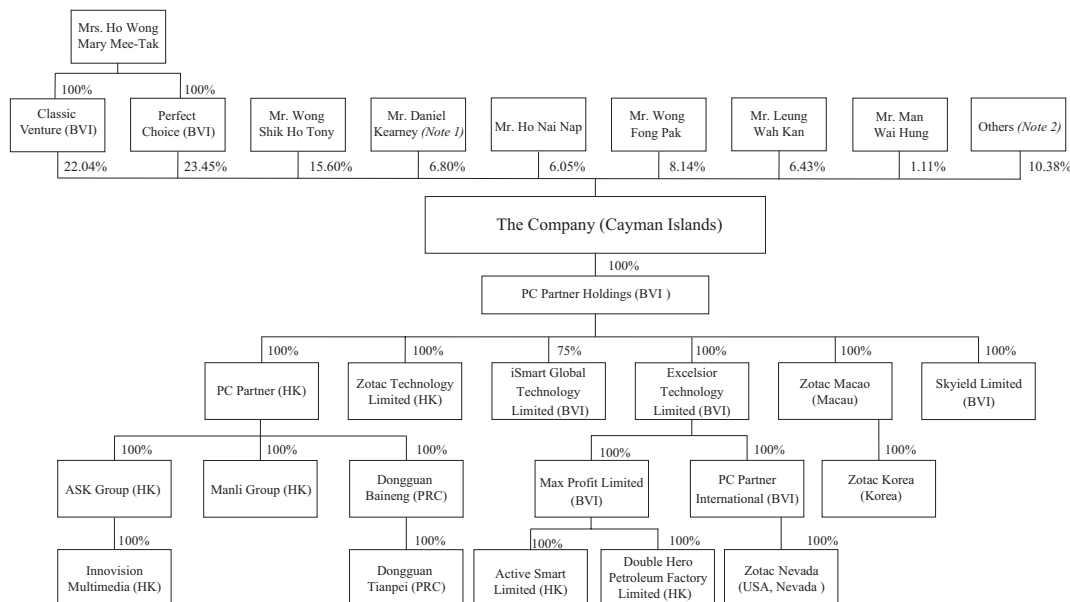 Mrs. Ho Wong
Mary Mee-Tak
100%
100%
Classic
Venture (BVI)
Perfect
Choice (BVI)
Mr. Wong
Shik Ho Tony
Mr. Daniel
Kearney (Note 1)
Mr. Ho Nai Nap
Mr. Wong
Fong Pak
Mr. Leung
Wah Kan
Mr. Man
Wai Hung
Others (Note 2)
22.04%
23.45%
15.60%
6.80%
6.05%
8.14%
6.43%
1.11%
10.38%
The Company (Cayman Islands)
100%
PC Partner Holdings (BVI )
100%
100%
75%
100%
100%
100%
PC Partner (HK)
Zotac Technology
Limited (HK)
iSmart Global
Technology
Limited (BVI)
Excelsior
Technology
Limited (BVI)
Zotac Macao
(Macau)
Skyield Limited
(BVI)
100%
100%
100%
100%
100%
100%
ASK Group (HK)
Manli Group (HK)
Dongguan
Baineng (PRC)
Max Profit Limited
(BVI)
PC Partner
International (BVI)
Zotac Korea
(Korea)
100%
100%
100%
100%
100%
Innovision
Multimedia (HK)
Dongguan
Tianpei (PRC)
Active Smart
Limited (HK)
Double Hero
Petroleum Factory
Limited (HK)
Zotac Nevada
(USA, Nevada )